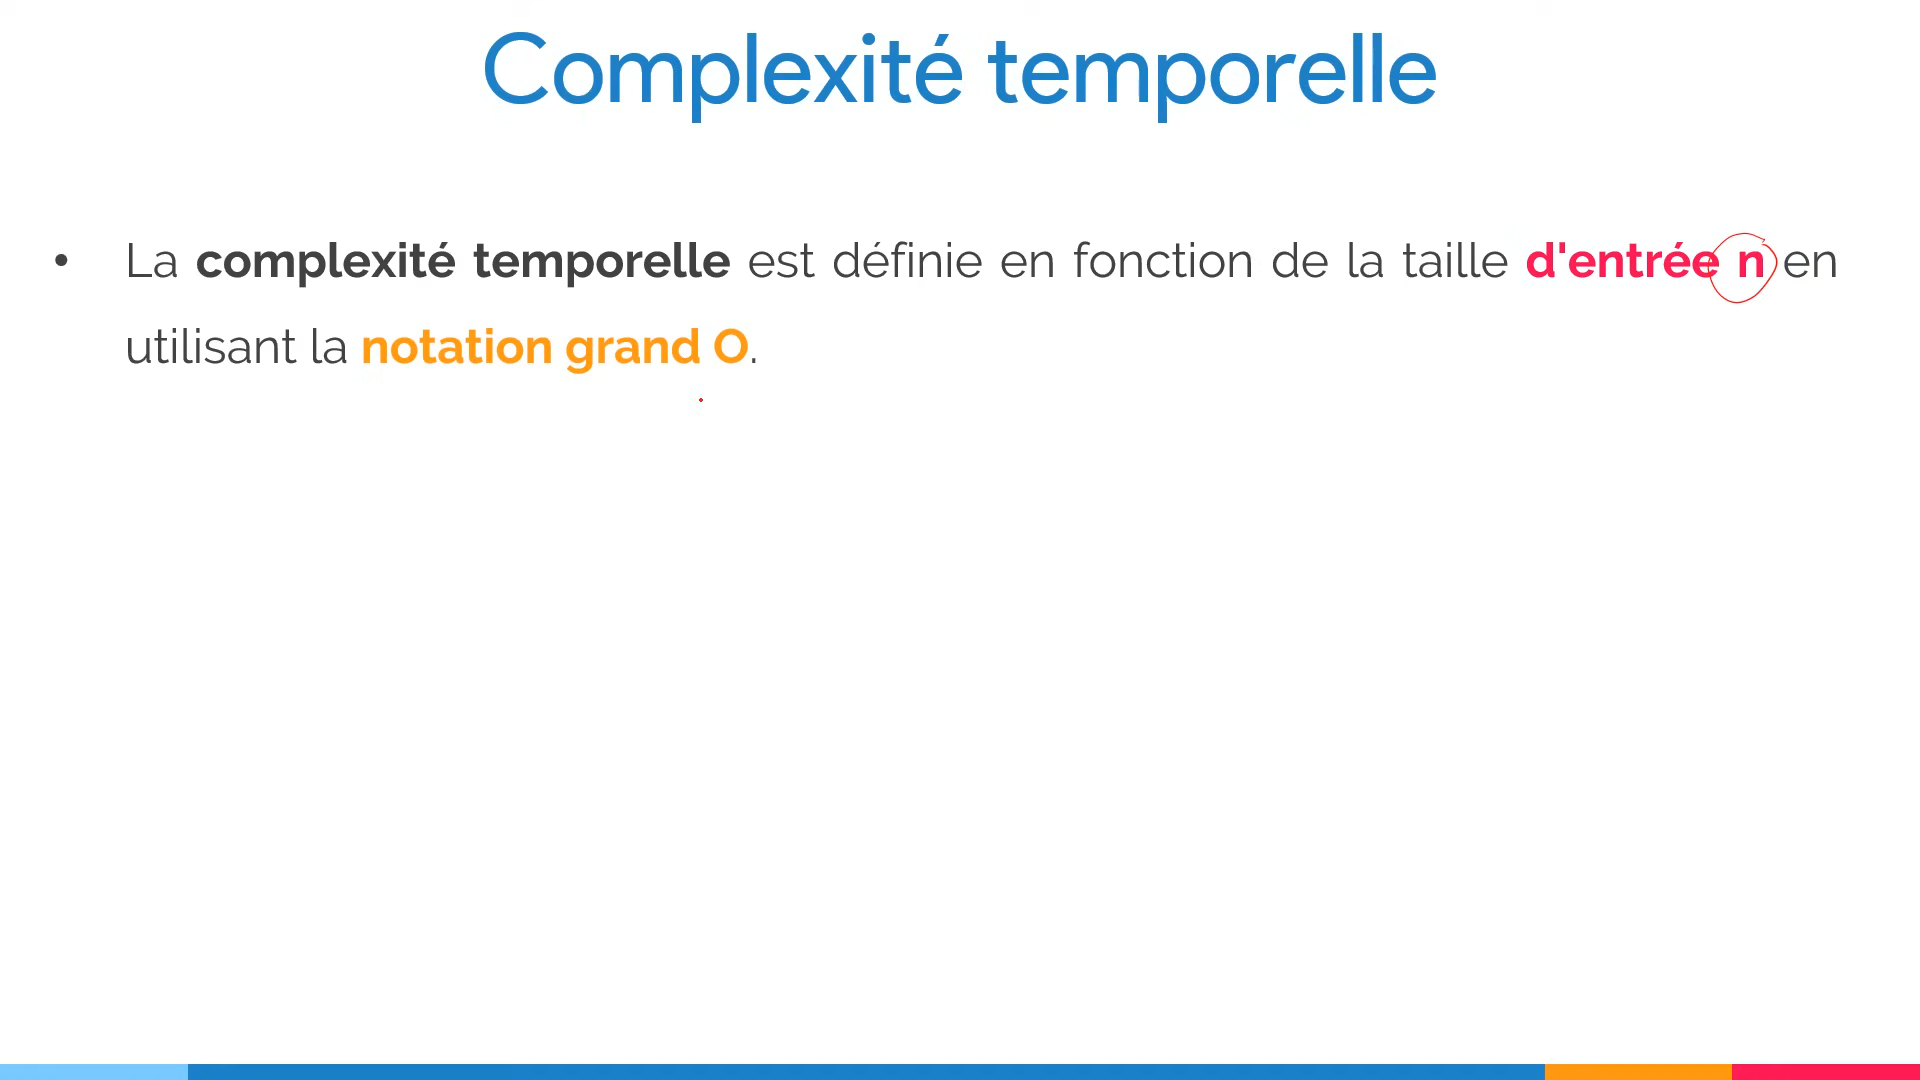 Complexité temporelle
• La complexité temporelle est définie en fonction de la taille d'entrée n en
utilisant la notation grand O.